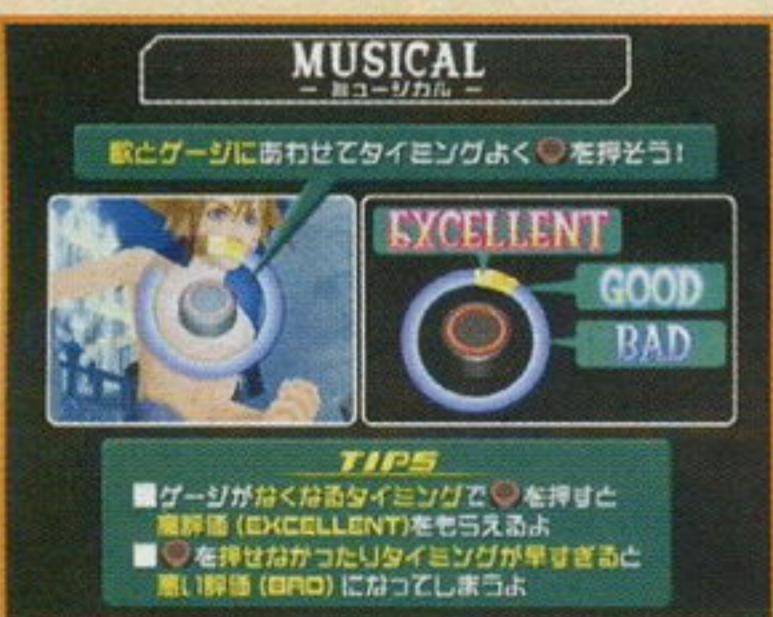 MUSICAL
－ ミュージカル －
歌とゲージにあわせてタイミングよく を押そう!
EXCELLENT
GOOD
BAD
TIPS
■ゲージがなくなるタイミングで を押すと
高評価(EXCELLENT)をもらえるよ
■ を押せなかったりタイミングが早すぎると
悪い評価(BAD)になってしまうよ